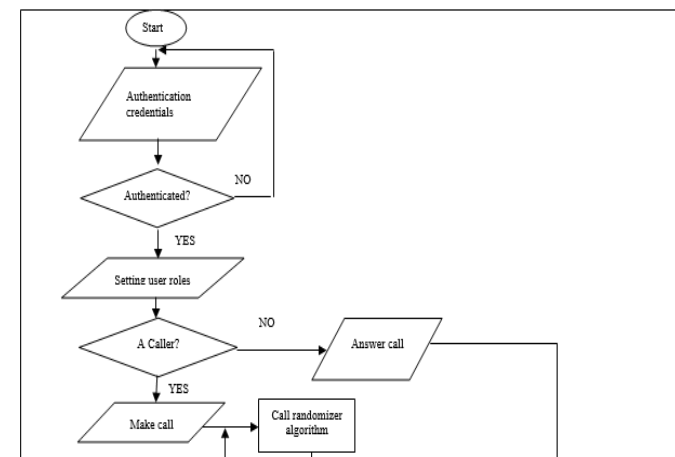 Start
Authentication
credentials
Authenticated?
NO
YES
Setting user roles
A Caller?
NO
Answer call
YES
Make call
Call randomizer
algorithm